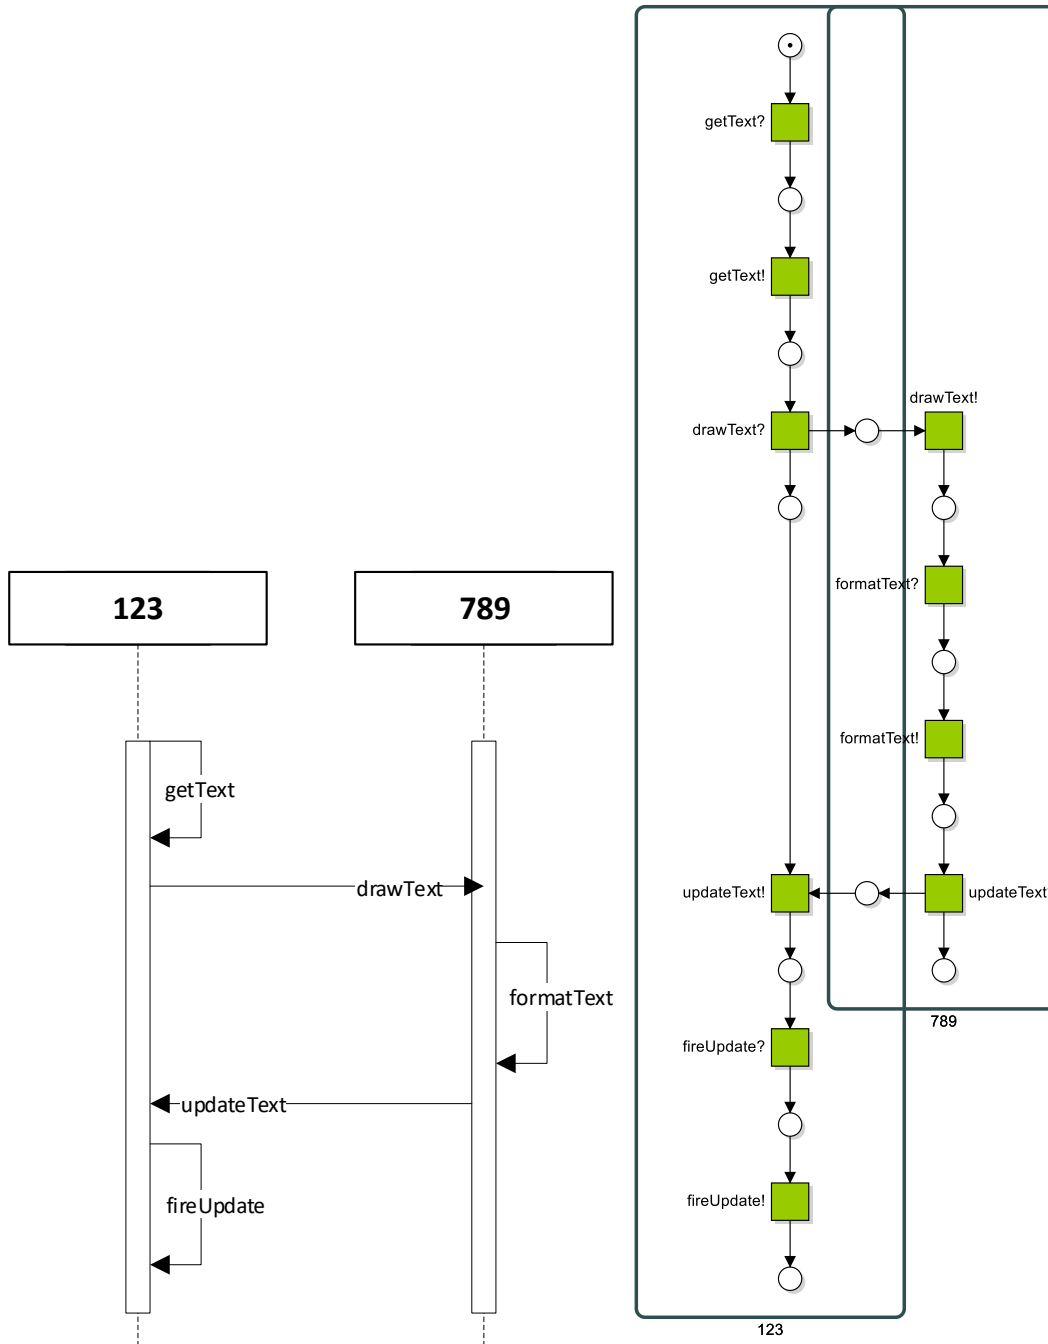 123
789
getText
drawText
formatText
updateText
fireUpdate
getText?
getText!
drawText?
drawText!
formatText?
formatText!
updateText!
updateText
fireUpdate?
fireUpdate!
789
123